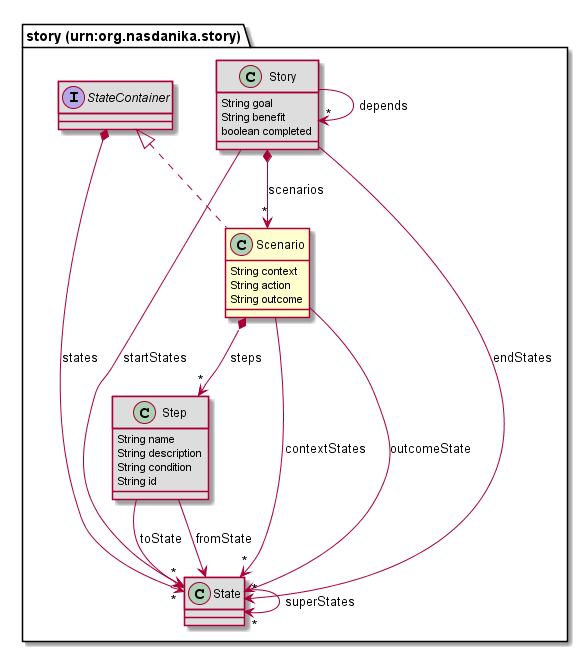 story (urn:org.nasdanika.story)
I StateContainer
C Story
String goal
String benefit
boolean completed
depends
*
scenarios
*
C Scenario
String context
String action
String outcome
states
startStates
steps
endStates
*
C Step
String name
String description
String condition
String id
contextStates
outcomeState
toState
fromState
*
*
*
*
C State
superStates
*